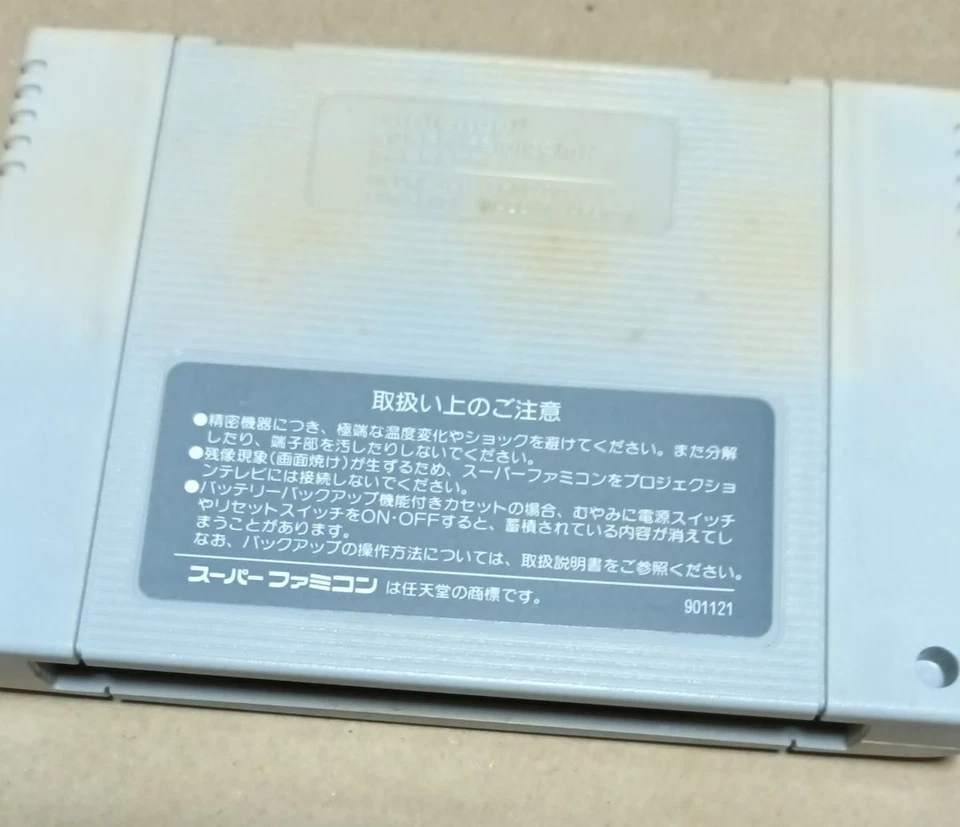 取扱い上のご注意
●精密機器につき、極端な温度変化やショックを避けてください。また分解
したり、端子部を汚したりしないでください。
●残像現象(画面焼け)が生ずるため、スーパーファミコンをプロジェクショ
ンテレビには接続しないでください。
●バッテリーバックアップ機能付きカセットの場合、むやみに電源スイッチ
やリセットスイッチをON・OFFすると、蓄積されている内容が消えてし
まうことがあります。
なお、バックアップの操作方法については、取扱説明書をご参照ください。
スーパーファミコン は任天堂の商標です。
901121